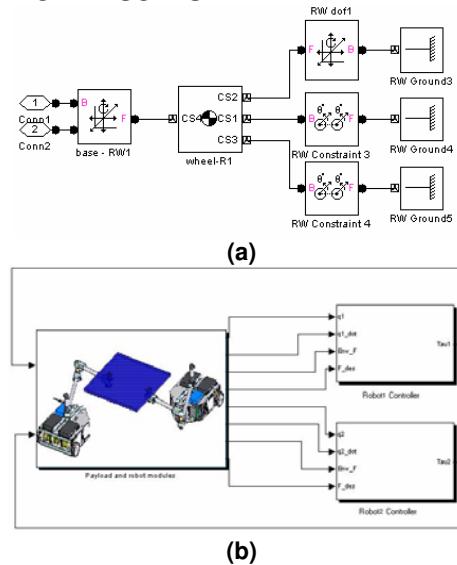 RW dof1
F
B
RW Ground3
1
Conn1
2
Conn2
B
F
base - RW1
CS4
CS2
CS1
CS3
wheel-R1
B
F
RW Constraint 3
RW Ground4
B
F
RW Constraint 4
RW Ground5
(a)
q1
q1_dot
Env_F
F_des
Tau1
Robot1 Controller
q2
q2_dot
Env_F
F_des
Tau2
Robot2 Controller
Payload and robot modules
(b)